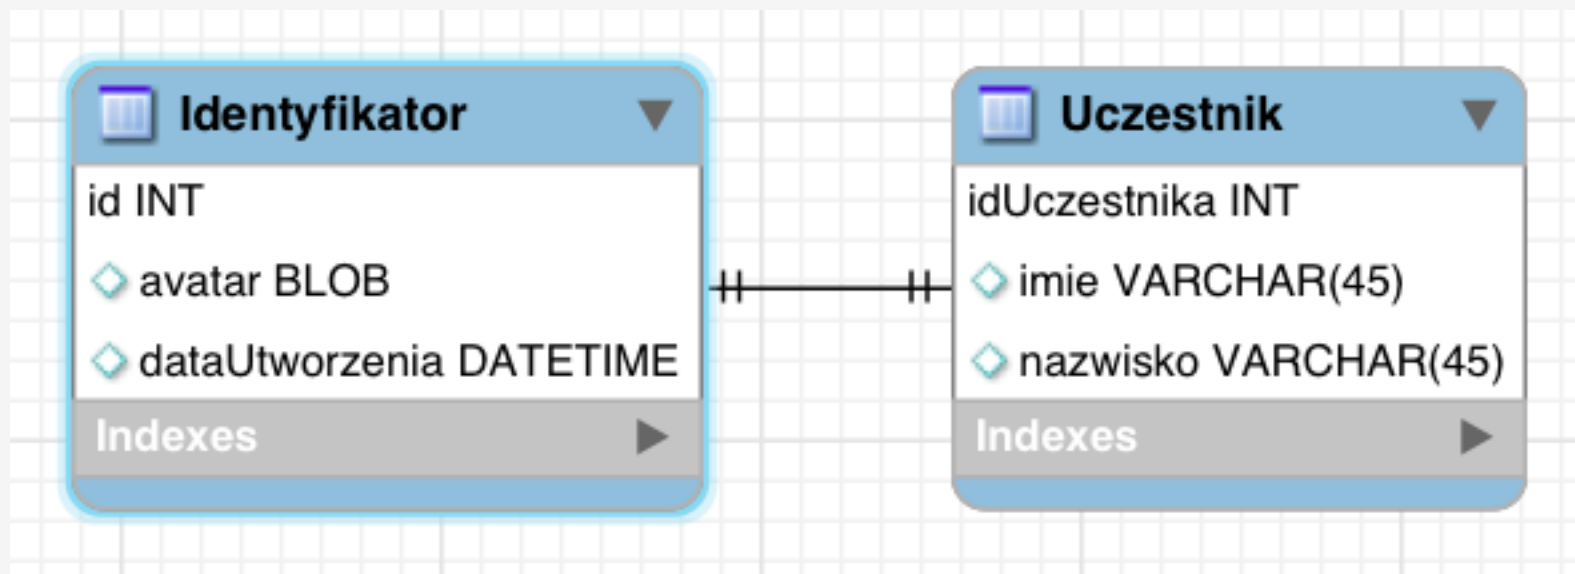 Identyfikator
id INT
avatar BLOB
dataUtworzenia DATETIME
Indexes
Uczestnik
idUczestnika INT
imie VARCHAR(45)
nazwisko VARCHAR(45)
Indexes